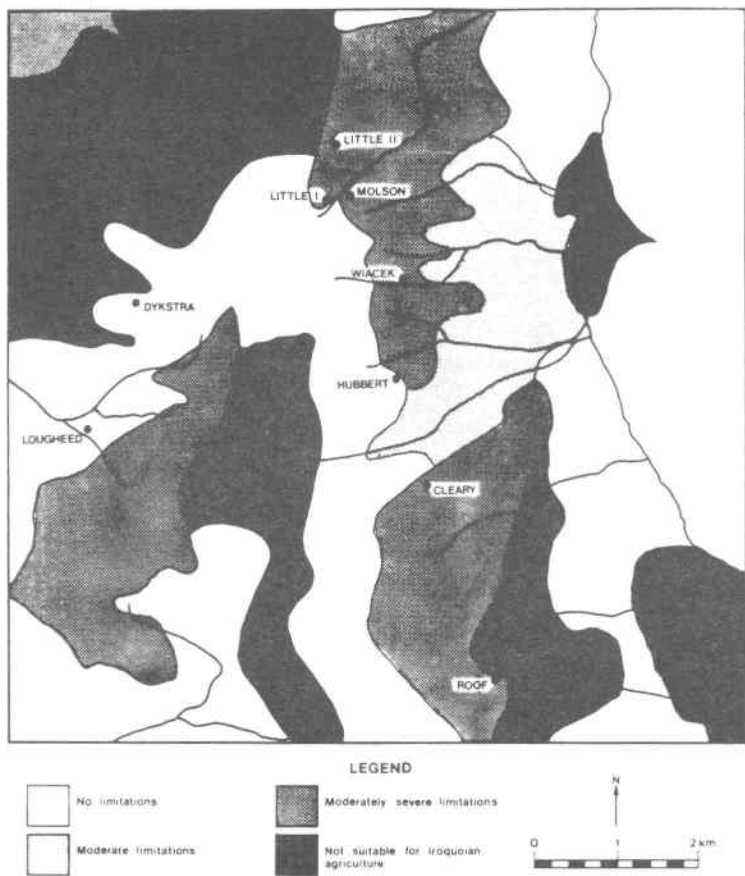 LITTLE II
LITTLE I
MOLSON
WIACEK
DYKSTRA
HUBBERT
LOUGHEED
CLEARY
ROOF
LEGEND
No limitations
Moderately severe limitations
Moderate limitations
Not suitable for Iroquoian
agriculture
N
0 1 2 km